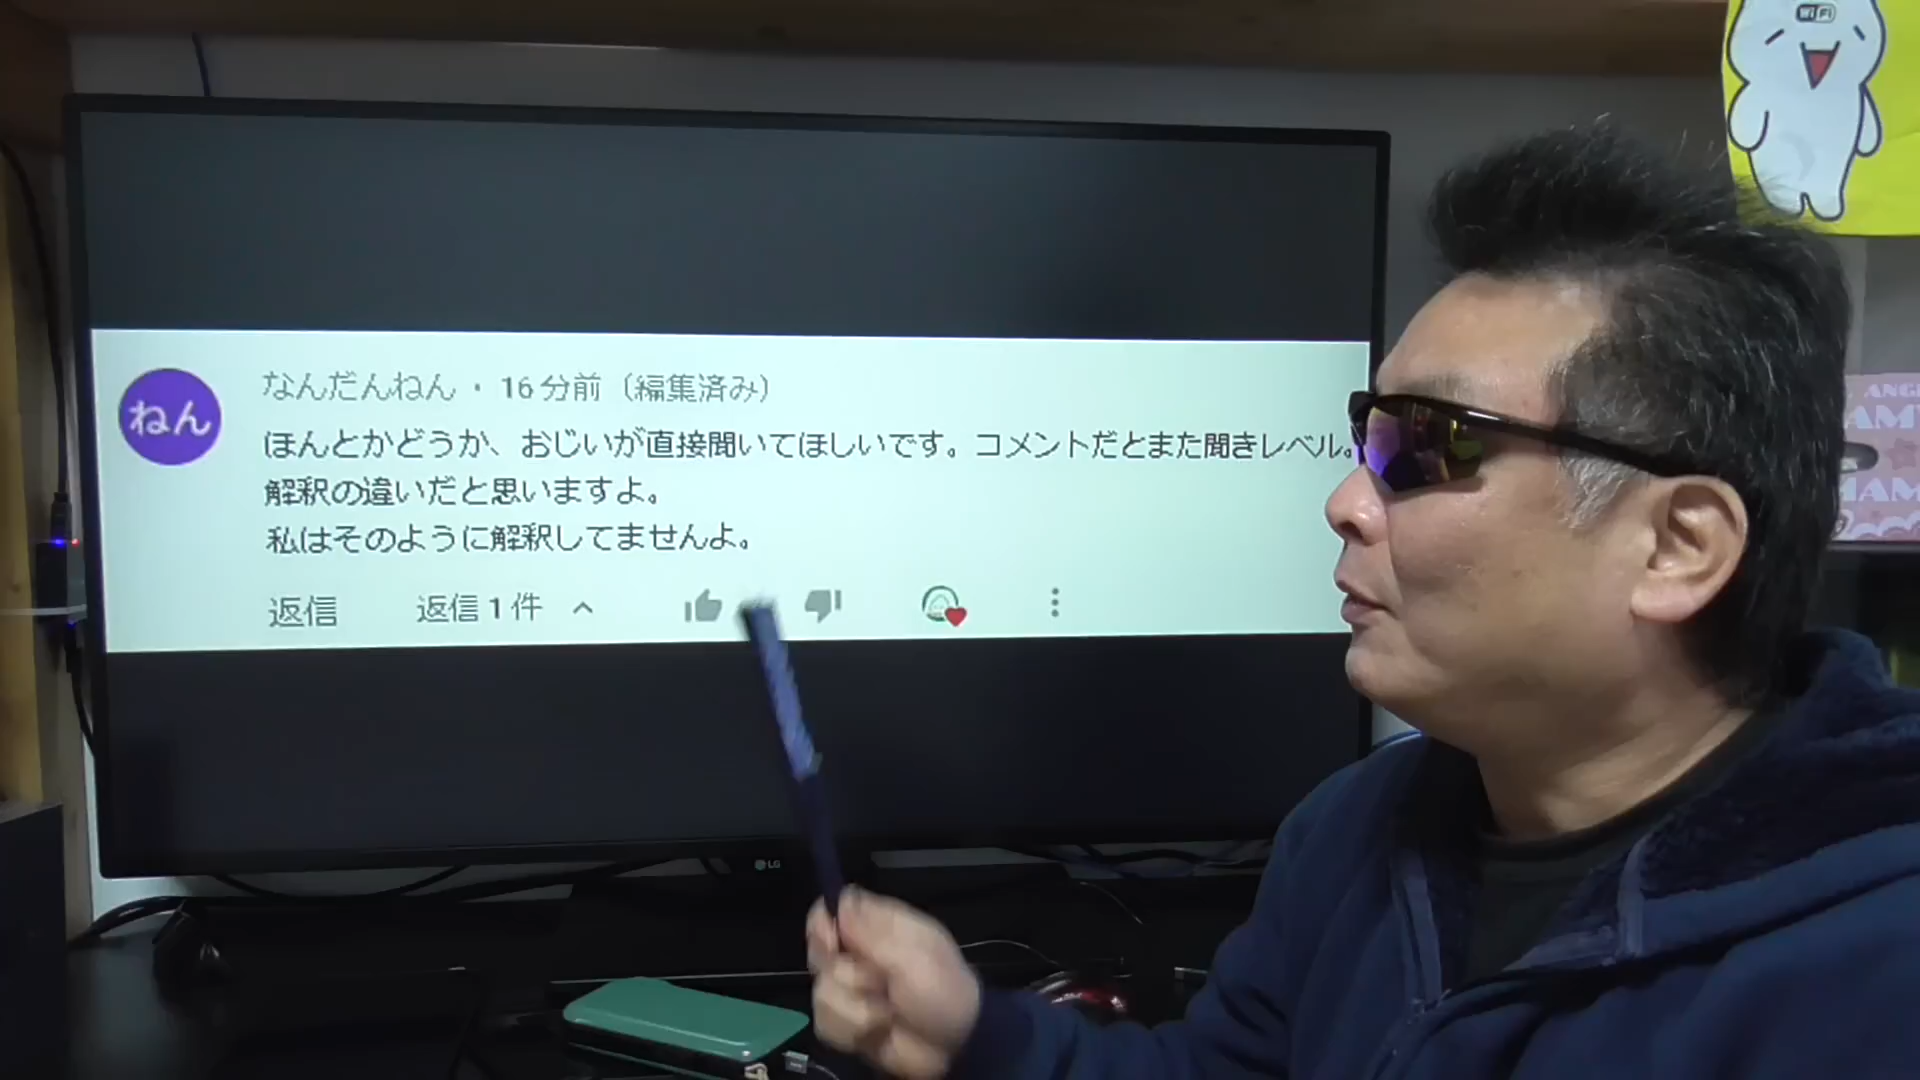 WiFi
なんだんねん・16 分前（編集済み）
ねん
ほんとかどうか、おじいが直接聞いてほしいです。コメントだとまた聞きレベル。
解釈の違いだと思いますよ。
私はそのように解釈してませんよ。
返信
返信 1 件
LG